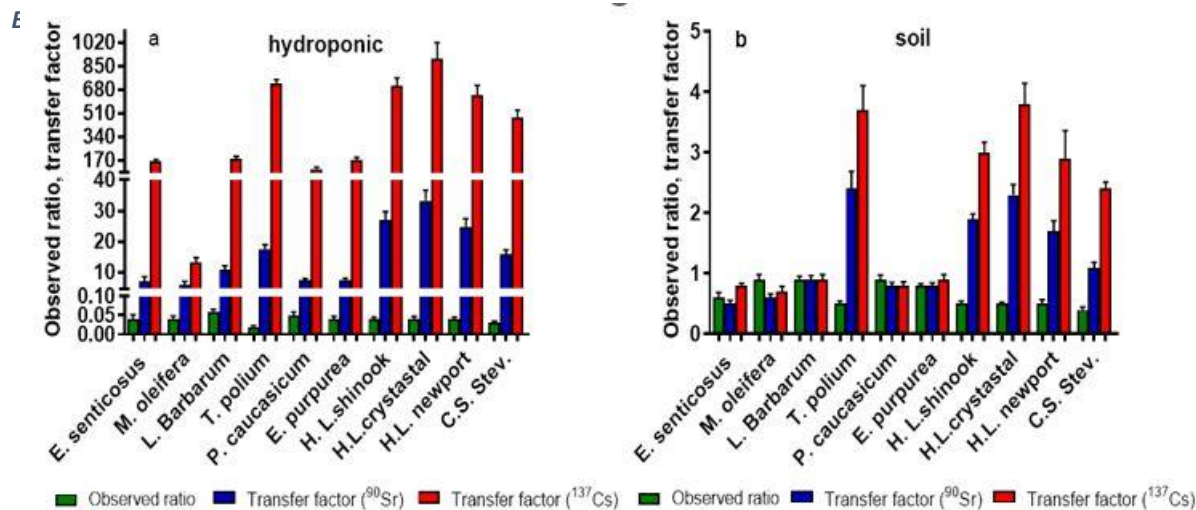 E
a
hydroponic
Observed ratio, transfer factor
1020
850
680
510
340
170
40
30
20
10
0.10
0.05
0.00
E. senticosus
M. oleifera
L. Barbarum
T. polium
P. caucasicum
E. purpurea
H. L.shinook
H.L.crystastal
H.L. newport
C.S. Stev.
Observed ratio
Transfer factor (⁹⁰Sr)
Transfer factor (¹³⁷Cs)
b
soil
Observed ratio, transfer factor
5
4
3
2
1
0
E. senticosus
M. oleifera
L. Barbarum
T. polium
P. caucasicum
E. purpurea
H. L.shinook
H.L.crystastal
H.L. newport
C.S. Stev.
Observed ratio
Transfer factor (⁹⁰Sr)
Transfer factor (¹³⁷Cs)